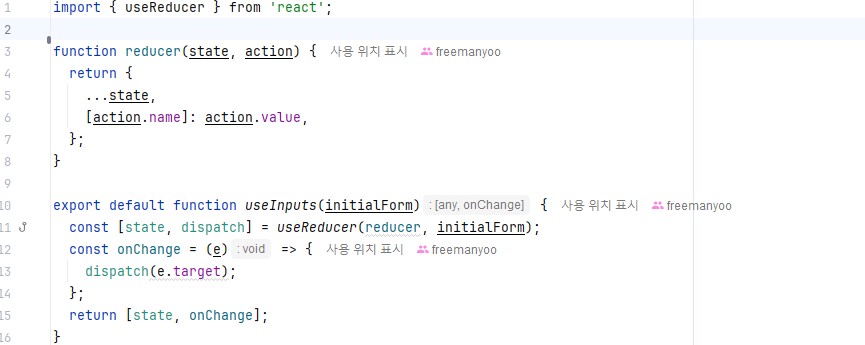 1 import { useReducer } from 'react';
2
3 function reducer(state, action) { 사용 위치 표시 freemanyoo
4 return {
5 ...state,
6 [action.name]: action.value,
7 };
8 }
9
10 export default function useInputs(initialForm) : [any, onChange] { 사용 위치 표시 freemanyoo
11 const [state, dispatch] = useReducer(reducer, initialForm);
12 const onChange = (e) : void => { 사용 위치 표시 freemanyoo
13 dispatch(e.target);
14 };
15 return [state, onChange];
16 }